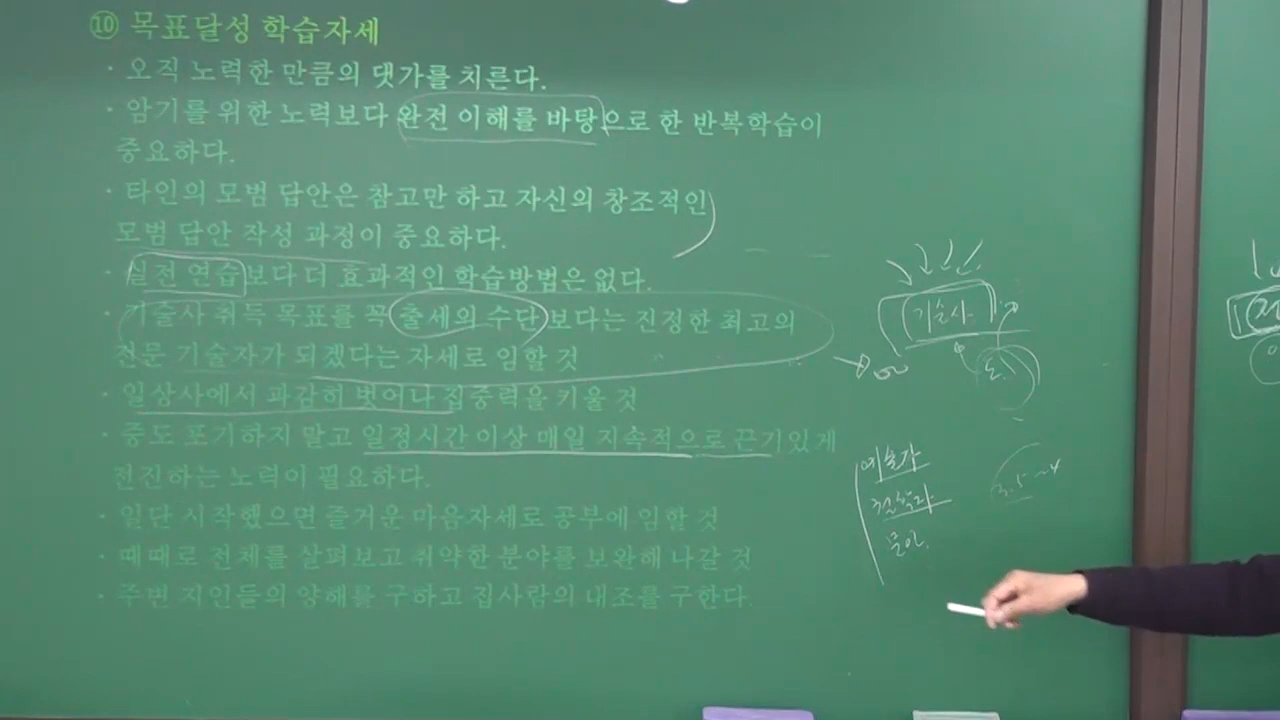 ⑩ 목표달성 학습자세
· 오직 노력한 만큼의 댓가를 치른다.
· 암기를 위한 노력보다 완전 이해를 바탕으로 한 반복학습이
중요하다.
· 타인의 모범 답안은 참고만 하고 자신의 창조적인
모범 답안 작성 과정이 중요하다.
· 실전 연습보다 더 효과적인 학습방법은 없다.
· 기술사 취득 목표를 꼭 출세의 수단 보다는 진정한 최고의
전문 기술자가 되겠다는 자세로 임할 것
· 일상사에서 과감히 벗어나 집중력을 키울 것
· 중도 포기하지 말고 일정시간 이상 매일 지속적으로 끈기있게
전진하는 노력이 필요하다.
· 일단 시작했으면 즐거운 마음자세로 공부에 임할 것
· 때때로 전체를 살펴보고 취약한 분야를 보완해 나갈 것
· 주변 지인들의 양해를 구하고 집사람의 내조를 구한다.
기술사
예술가
3.5~4